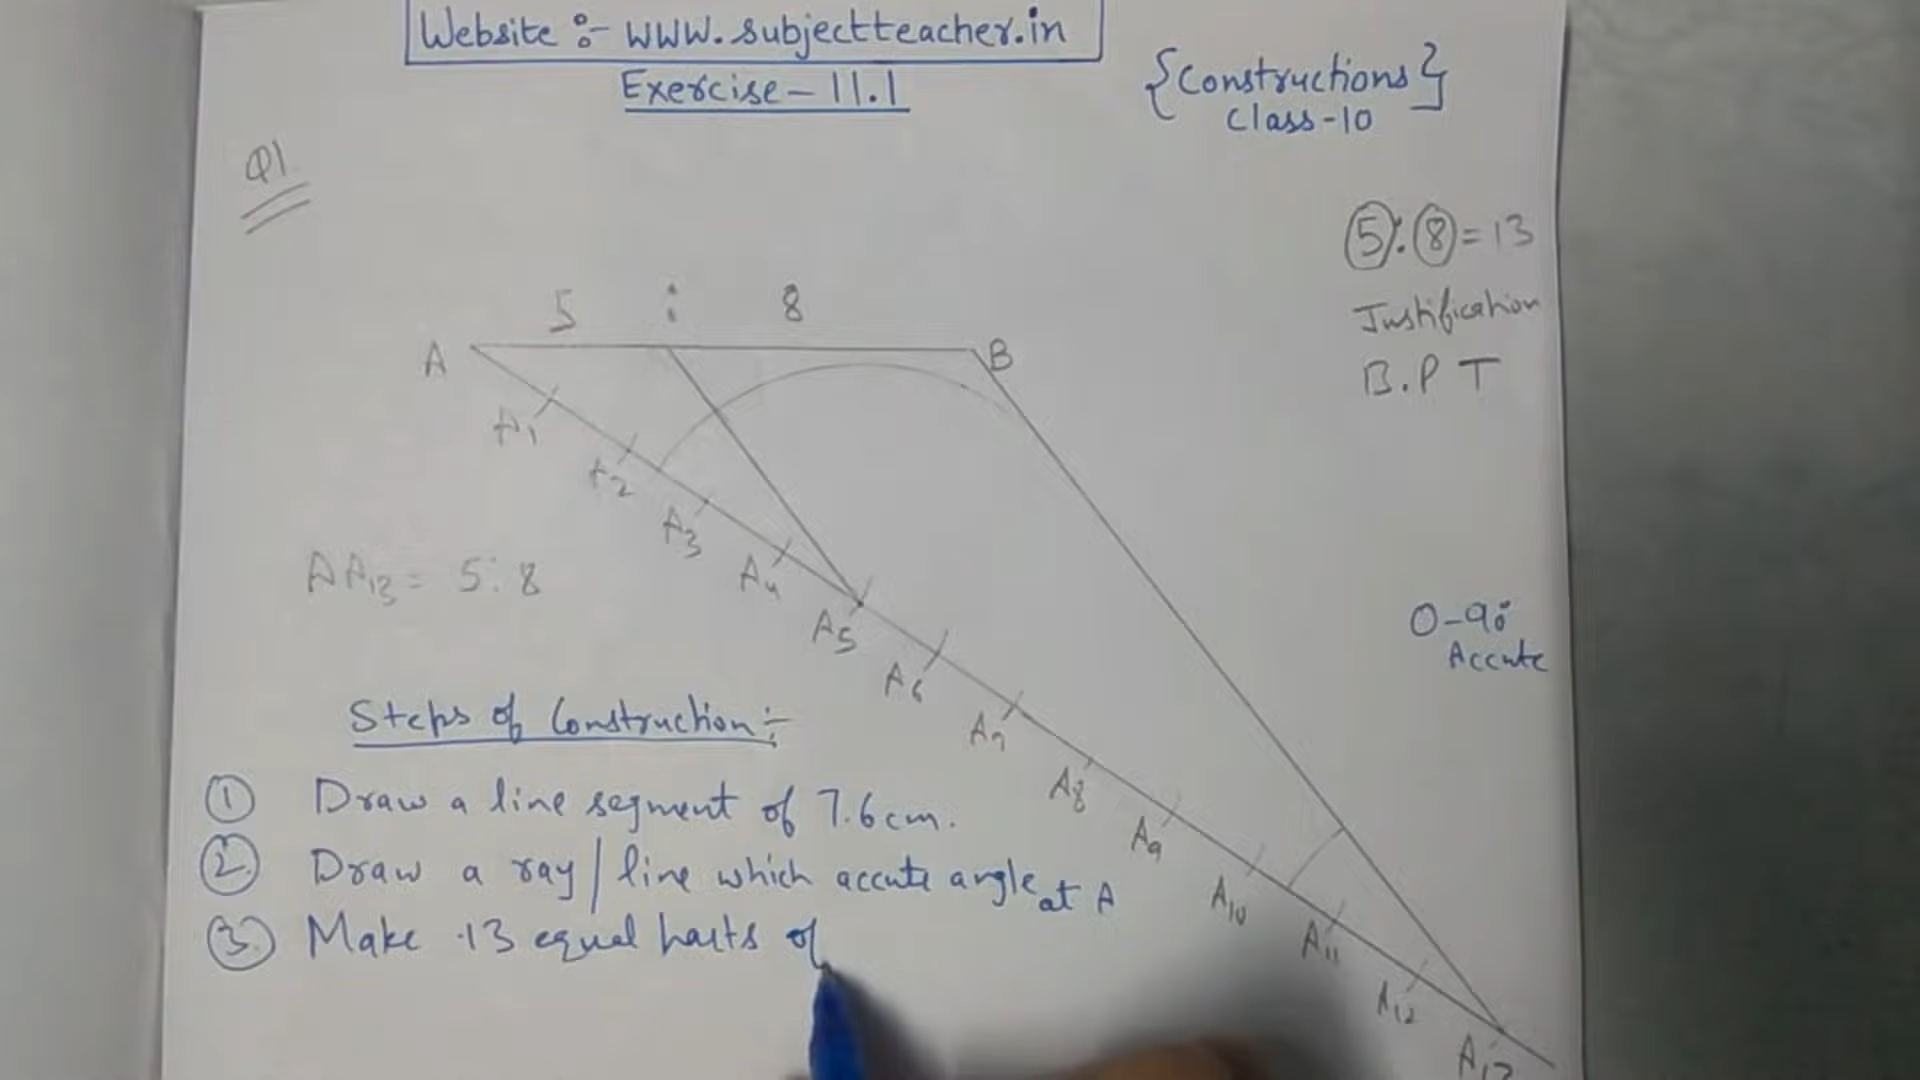 Website :- www.subjectteacher.in
Exercise - 11.1
{Constructions}
Class-10
Q1
5 : 8 = 13
Justification
B.P T
5 : 8
A
B
A1
A2
A3
A4
A5
A6
A7
A8
A9
A10
A11
A12
A13
AA13 = 5:8
0-90°
Accute
Steps of Construction :-
① Draw a line segment of 7.6cm.
② Draw a ray/line which accute angle at A
③ Make 13 equal parts of